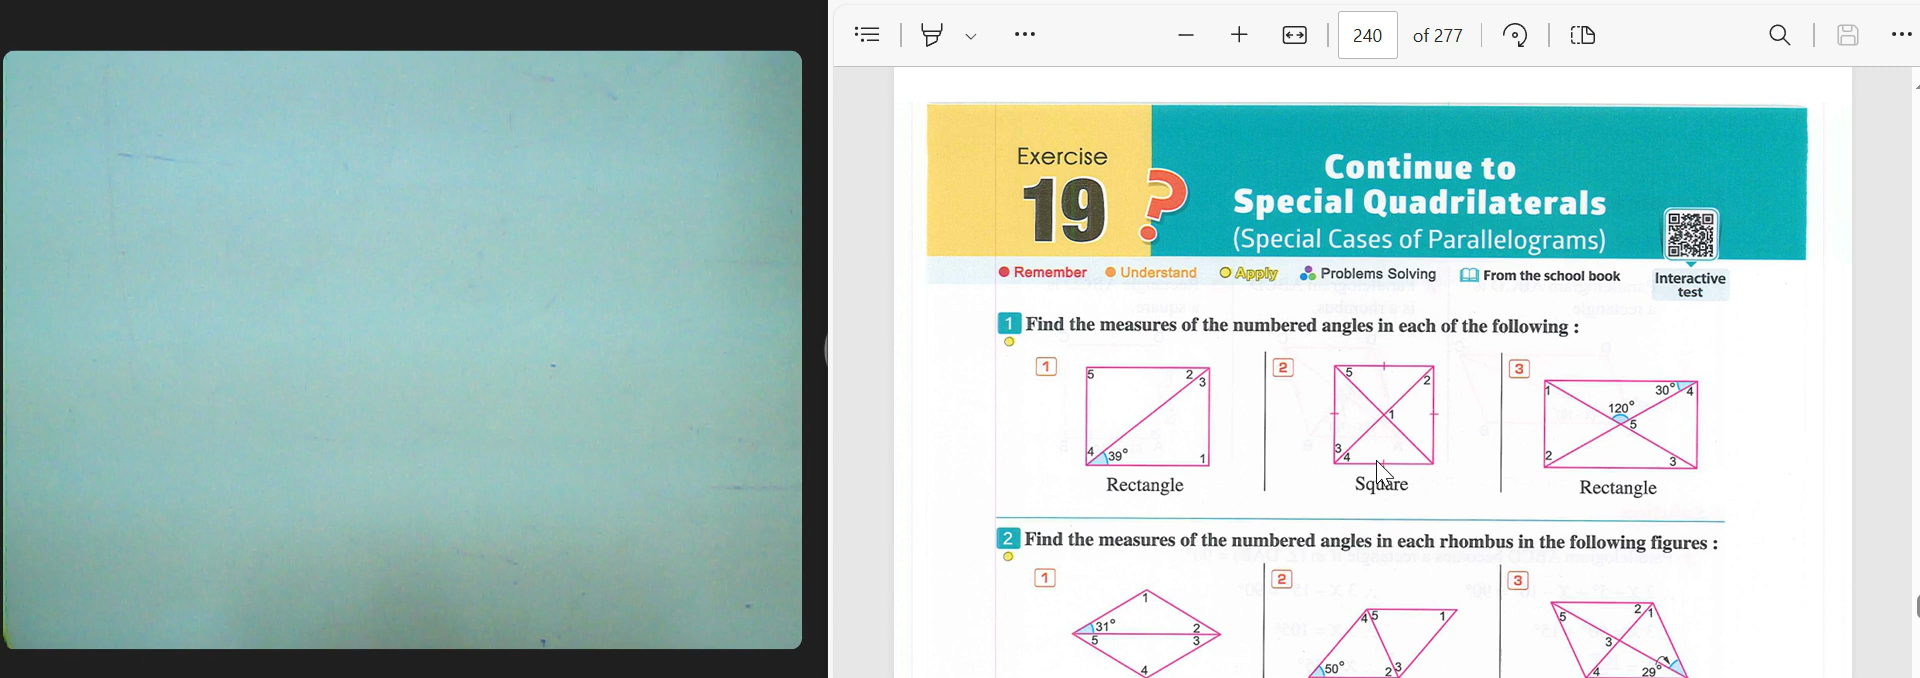 240 of 277
Exercise
19
?
Continue to
Special Quadrilaterals
(Special Cases of Parallelograms)
Remember Understand Apply Problems Solving From the school book
Interactive
test
1 Find the measures of the numbered angles in each of the following :
1
5 2 3
4 39° 1
Rectangle
2
5 2
1
3 4
Square
3
1 30° 4
120°
5
2 3
Rectangle
2 Find the measures of the numbered angles in each rhombus in the following figures :
1
1
31° 2
5 3
4
2
4 5 1
50° 2 3
3
5 2 1
3
4 29°